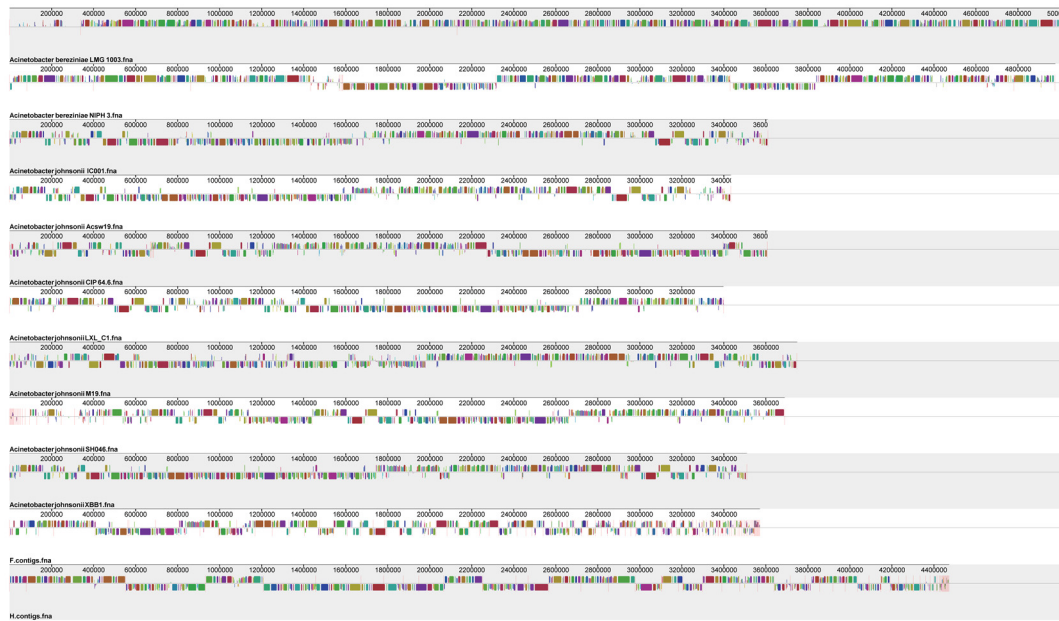 200000 400000 600000 800000 1000000 1200000 1400000 1600000 1800000 2000000 2200000 2400000 2600000 2800000 3000000 3200000 3400000 3600000 3800000 4000000 4200000 4400000 4600000 4800000 5000
Acinetobacter bereziniae LMG 1003.fna
200000 400000 600000 800000 1000000 1200000 1400000 1600000 1800000 2000000 2200000 2400000 2600000 2800000 3000000 3200000 3400000 3600000 3800000 4000000 4200000 4400000 4600000 4800000
Acinetobacter bereziniae NIPH 3.fna
200000 400000 600000 800000 1000000 1200000 1400000 1600000 1800000 2000000 2200000 2400000 2600000 2800000 3000000 3200000 3400000 3600
Acinetobacter johnsonii IC001.fna
200000 400000 600000 800000 1000000 1200000 1400000 1600000 1800000 2000000 2200000 2400000 2600000 2800000 3000000 3200000 340000
Acinetobacter johnsonii Acsw19.fna
200000 400000 600000 800000 1000000 1200000 1400000 1600000 1800000 2000000 2200000 2400000 2600000 2800000 3000000 3200000 3400000 3600
Acinetobacter johnsonii CIP 64.6.fna
200000 400000 600000 800000 1000000 1200000 1400000 1600000 1800000 2000000 2200000 2400000 2600000 2800000 3000000 3200000
Acinetobacter johnsonii LXL_C1.fna
200000 400000 600000 800000 1000000 1200000 1400000 1600000 1800000 2000000 2200000 2400000 2600000 2800000 3000000 3200000 3400000 3600000
Acinetobacter johnsonii M19.fna
200000 400000 600000 800000 1000000 1200000 1400000 1600000 1800000 2000000 2200000 2400000 2600000 2800000 3000000 3200000 3400000 3600000
Acinetobacter johnsonii SH046.fna
200000 400000 600000 800000 1000000 1200000 1400000 1600000 1800000 2000000 2200000 2400000 2600000 2800000 3000000 3200000 3400000
Acinetobacter johnsonii XBB1.fna
200000 400000 600000 800000 1000000 1200000 1400000 1600000 1800000 2000000 2200000 2400000 2600000 2800000 3000000 3200000 3400000
F.contigs.fna
200000 400000 600000 800000 1000000 1200000 1400000 1600000 1800000 2000000 2200000 2400000 2600000 2800000 3000000 3200000 3400000 3600000 3800000 4000000 4200000 4400000
H.contigs.fna